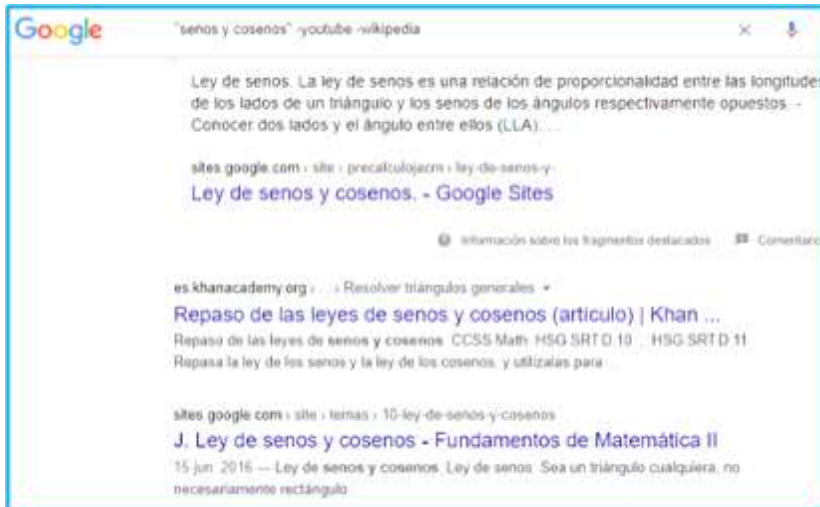 Google
"senos y cosenos" -youtube -wikipedia
Ley de senos. La ley de senos es una relación de proporcionalidad entre las longitudes
de los lados de un triángulo y los senos de los ángulos respectivamente opuestos. -
Conocer dos lados y el ángulo entre ellos (LLA). ...
sites.google.com › site › precalculojacm › ley-de-senos-y-
Ley de senos y cosenos. - Google Sites
Información sobre los fragmentos destacados
Comentario
es.khanacademy.org › ... › Resolver triángulos generales
Repaso de las leyes de senos y cosenos (artículo) | Khan ...
Repaso de las leyes de senos y cosenos. CCSS Math: HSG.SRT.D.10 , HSG.SRT.D.11
Repasa la ley de los senos y la ley de los cosenos, y utilízalas para
sites.google.com › site › temas › 10-ley-de-senos-y-cosenos
J. Ley de senos y cosenos - Fundamentos de Matemática II
15 jun. 2016 — Ley de senos y cosenos. Ley de senos. Sea un triángulo cualquiera, no
necesariamente rectángulo